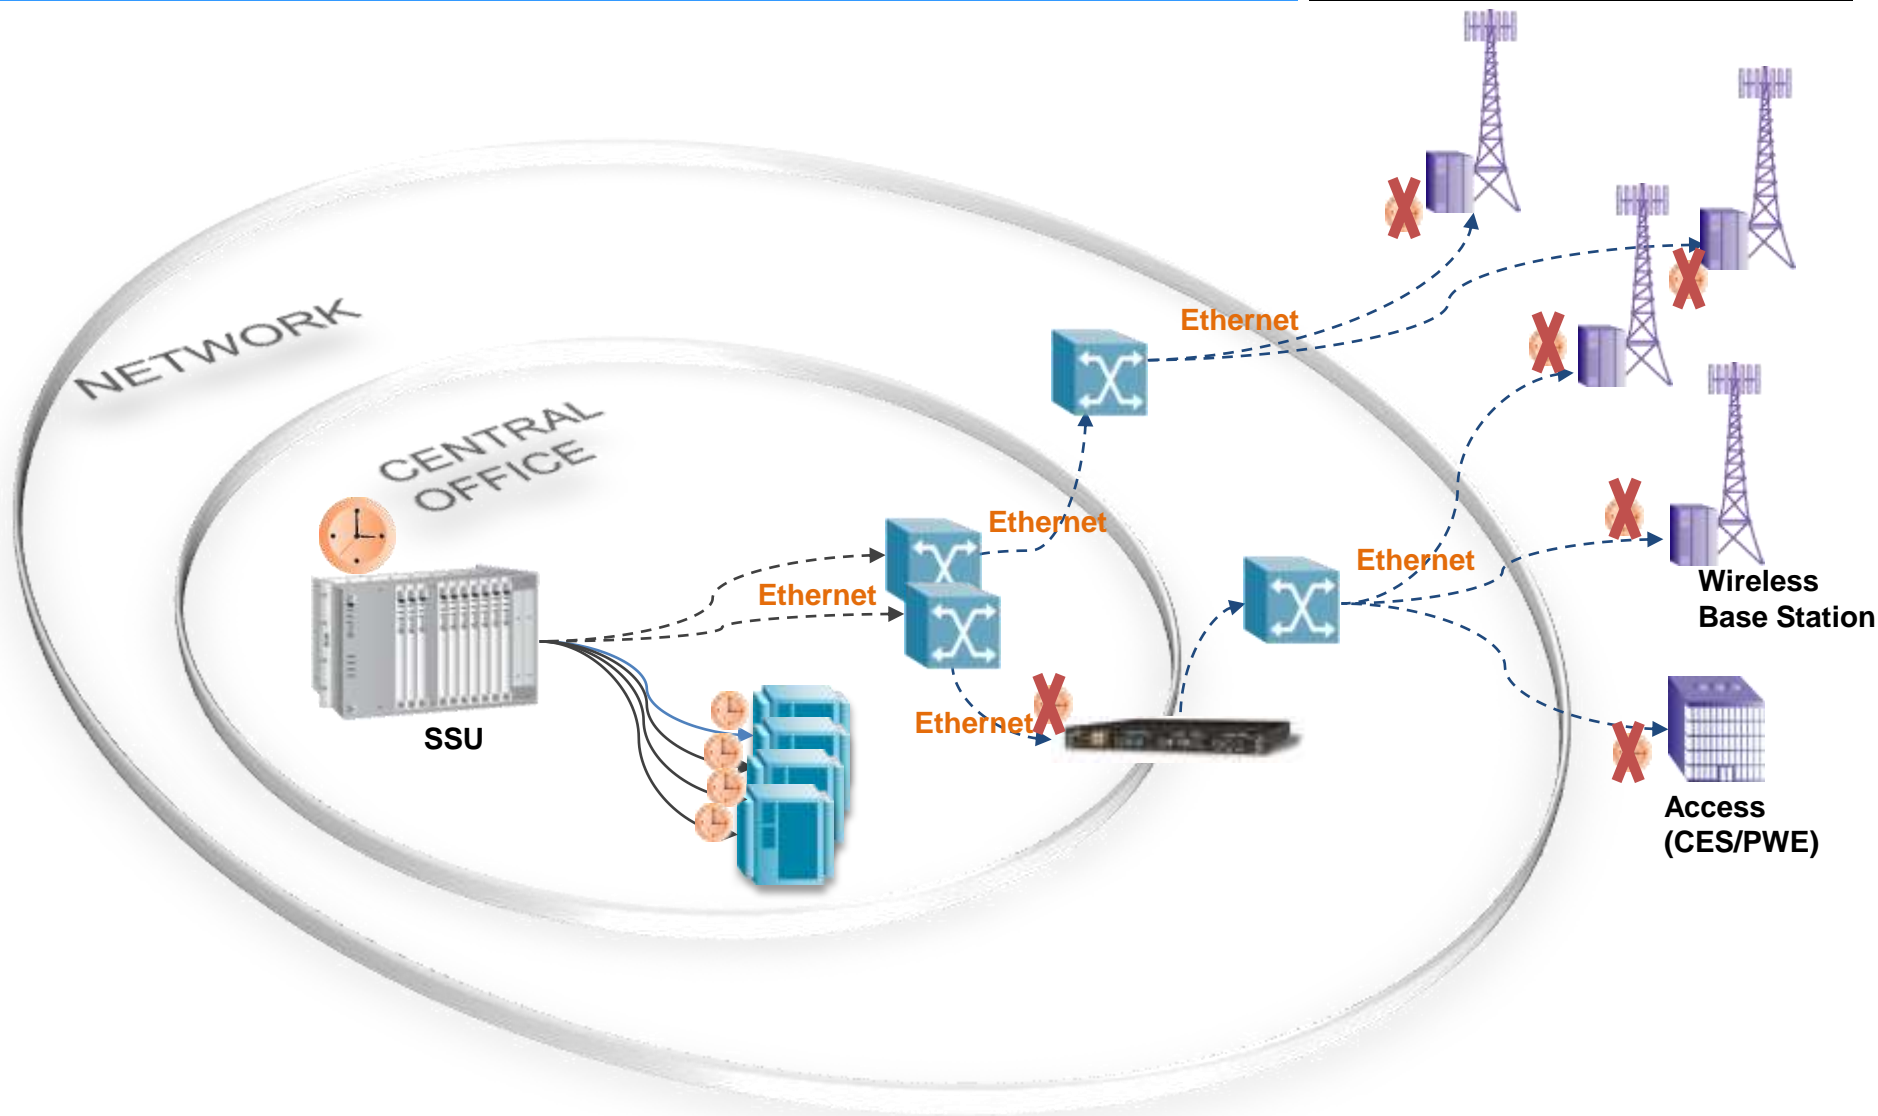 NETWORK
CENTRAL
OFFICE
Ethernet
Ethernet
Ethernet
Ethernet
Ethernet
SSU
Wireless
Base Station
Access
(CES/PWE)